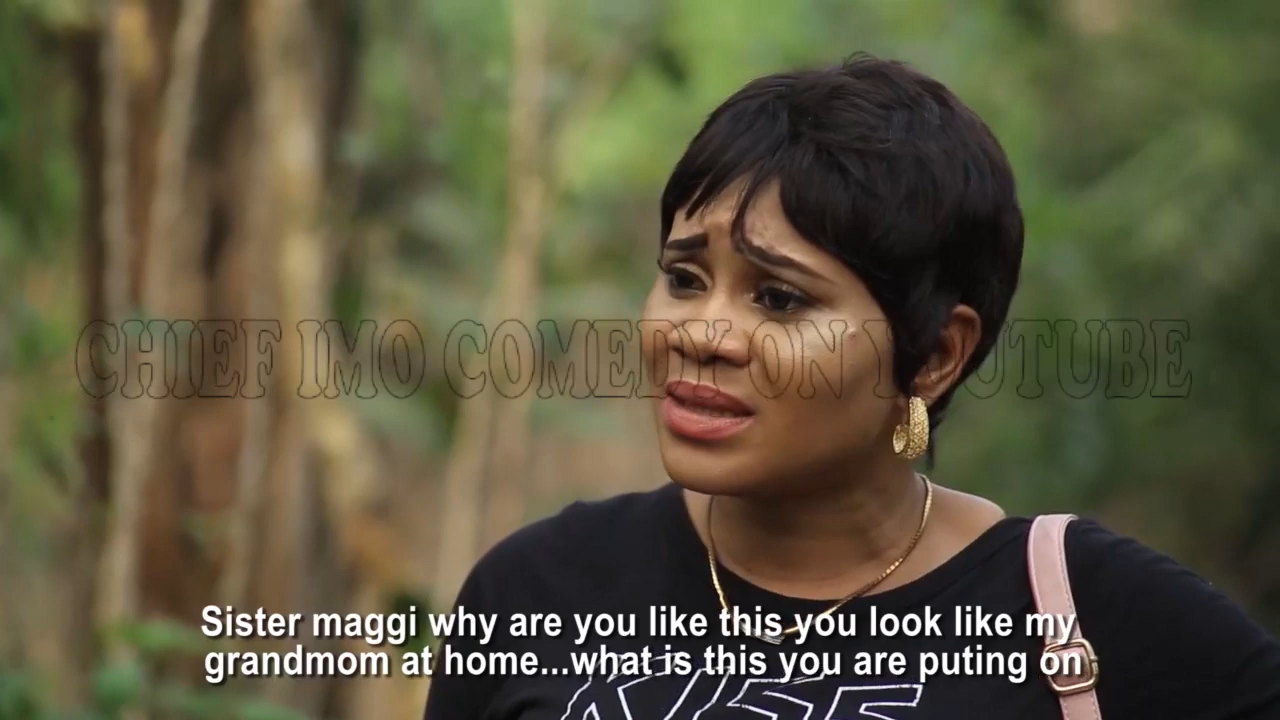 CHIEF IMO COMEDY ON YOUTUBE
Sister maggi why are you like this you look like my
grandmom at home...what is this you are puting on